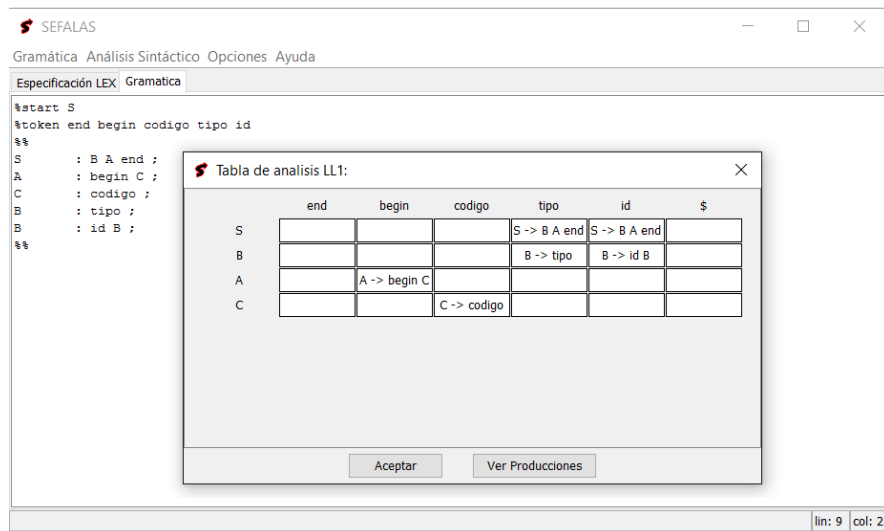 SEFALAS
Gramática Análisis Sintáctico Opciones Ayuda
Especificación LEX Gramatica
%start S
%token end begin codigo tipo id
%%
S : B A end ;
A : begin C ;
C : codigo ;
B : tipo ;
B : id B ;
%%
Tabla de analisis LL1:
end begin codigo tipo id $
S S -> B A end S -> B A end
B B -> tipo B -> id B
A A -> begin C
C C -> codigo
Aceptar Ver Producciones
lin: 9 col: 2